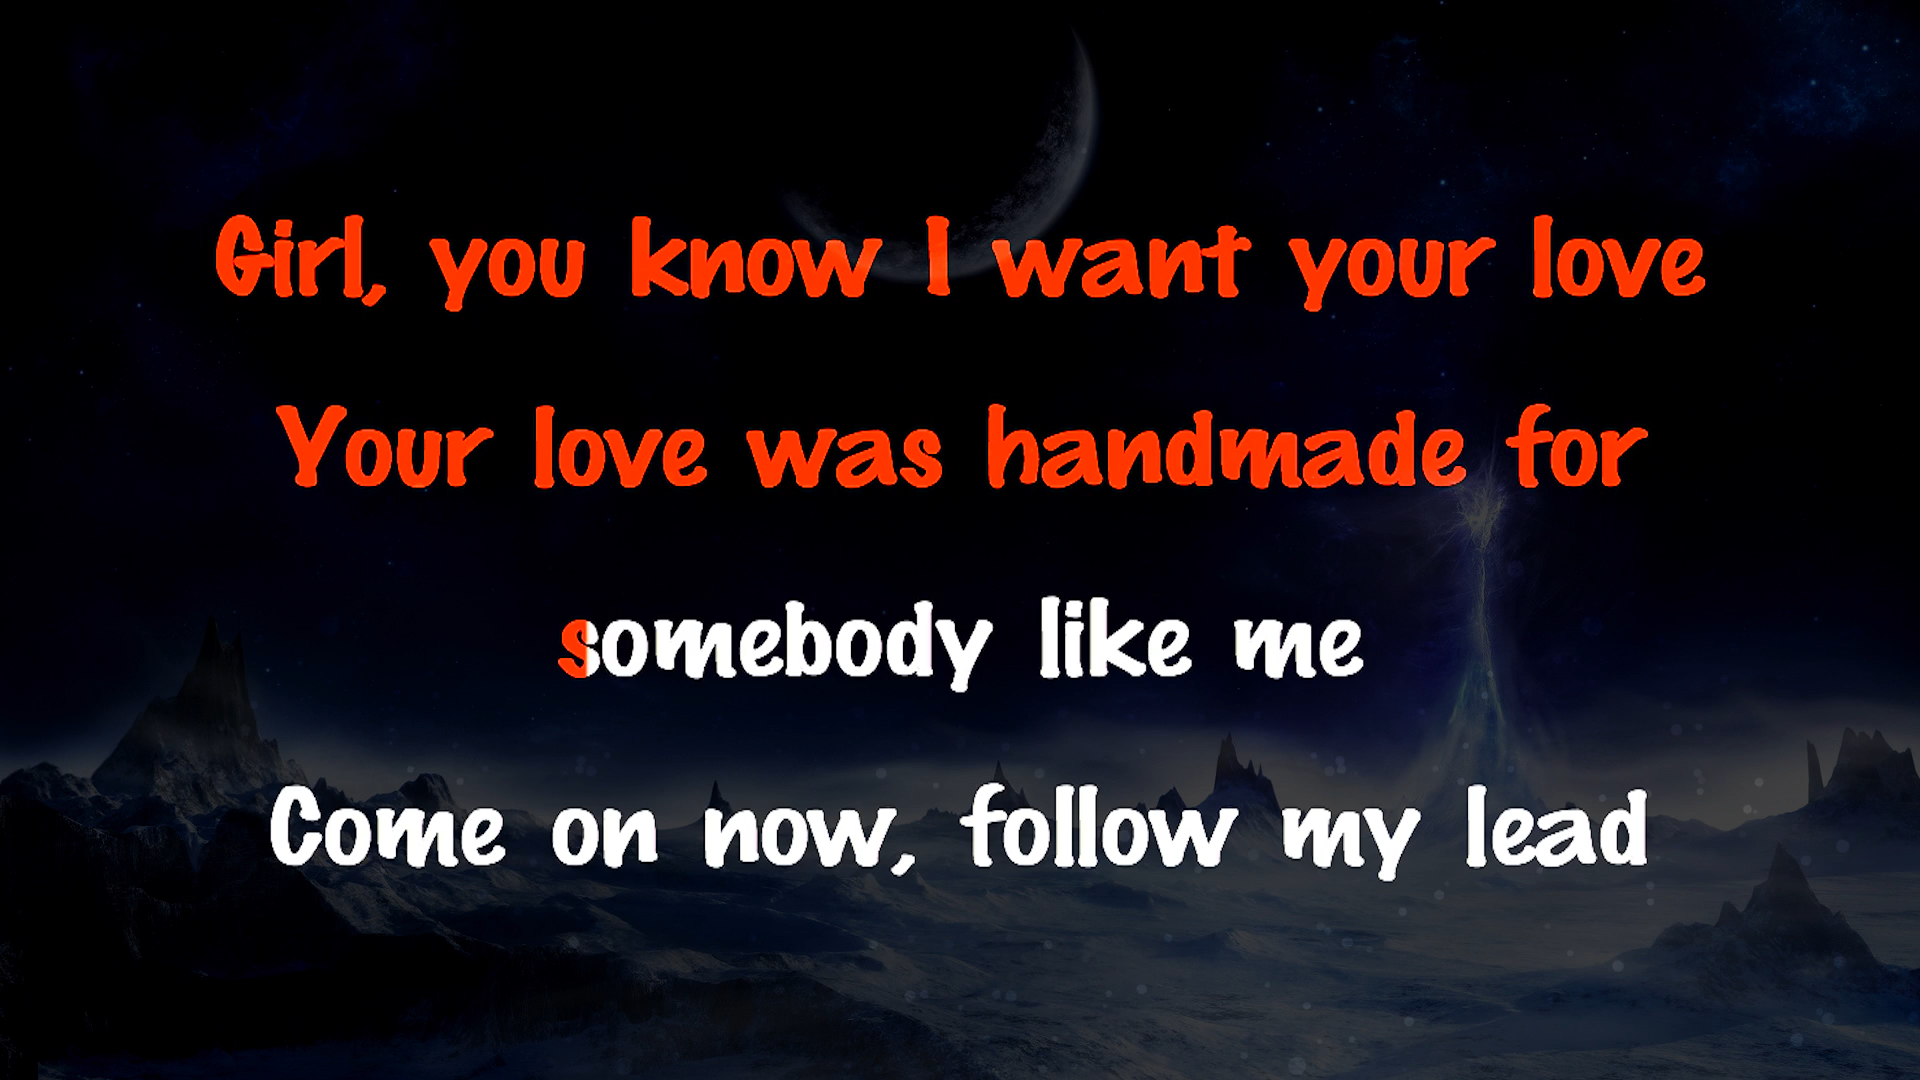 Girl, you know I want your love
Your love was handmade for
somebody like me
Come on now, follow my lead